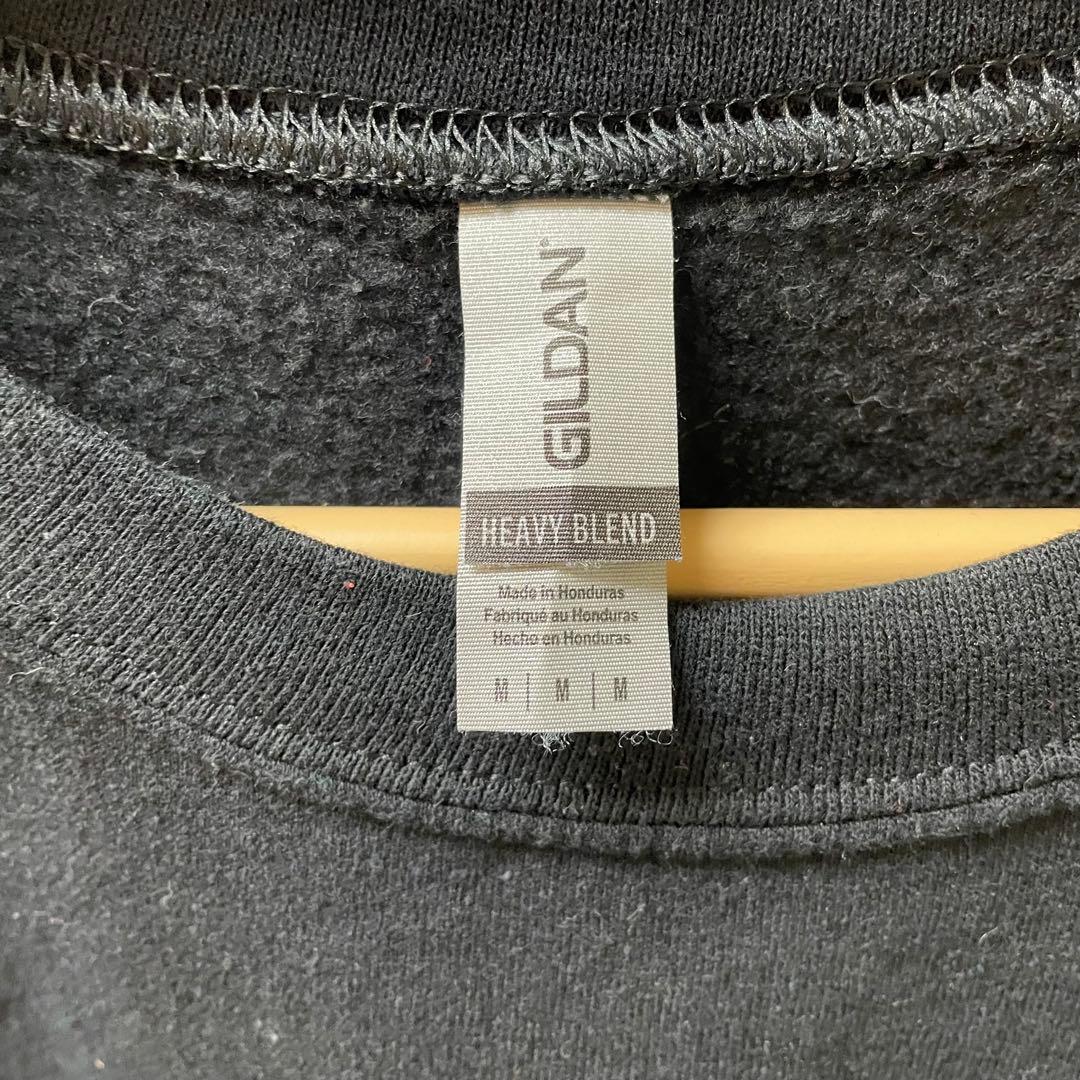 GILDAN®
HEAVY BLEND
Made in Honduras
Fabriqué au Honduras
Hecho en Honduras
M | M | M